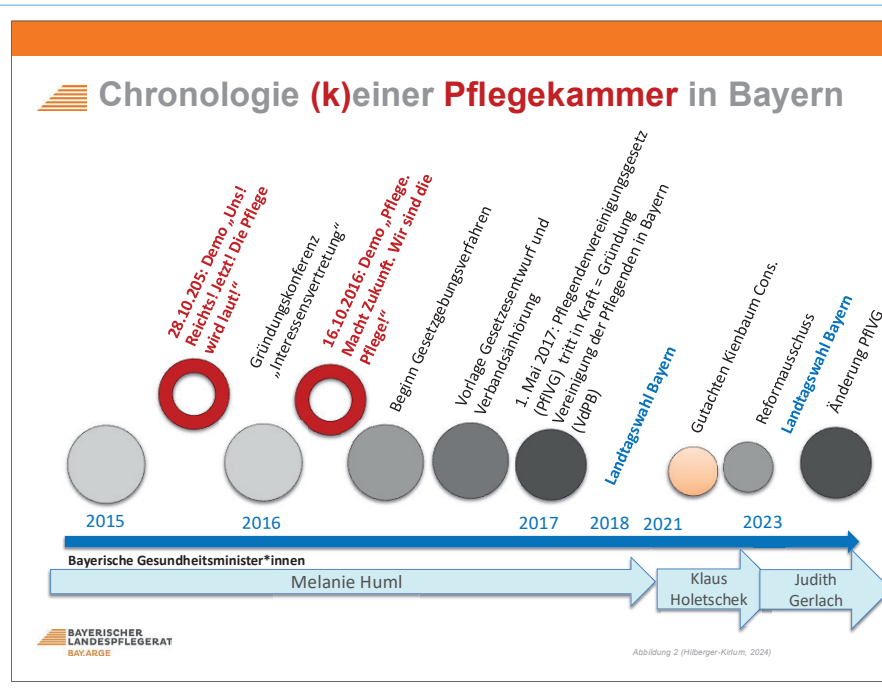 Chronologie (k)einer Pflegekammer in Bayern
28.10.205: Demo „Uns!
Reichts! Jetzt! Die Pflege
wird laut!“
Gründungskonferenz
„Interessensvertretung“
16.10.2016: Demo „Pflege.
Macht Zukunft. Wir sind die
Pflege!“
Beginn Gesetzgebungsverfahren
Vorlage Gesetzesentwurf und
Verbandsänhörung
1. Mai 2017: Pflegendenvereinigungsgesetz
(PflVG) tritt in Kraft = Gründung
Vereinigung der Pflegenden in Bayern
(VdPB)
Landtagswahl Bayern
Gutachten Kienbaum Cons.
Reformausschuss
Landtagswahl Bayern
Änderung PflVG
2015
2016
2017
2018
2021
2023
Bayerische Gesundheitsminister*innen
Melanie Huml
Klaus
Holetschek
Judith
Gerlach
BAYERISCHER
LANDESPFLEGERAT
BAY.ARGE
Abbildung 2 (Hilberger-Kirlum, 2024)